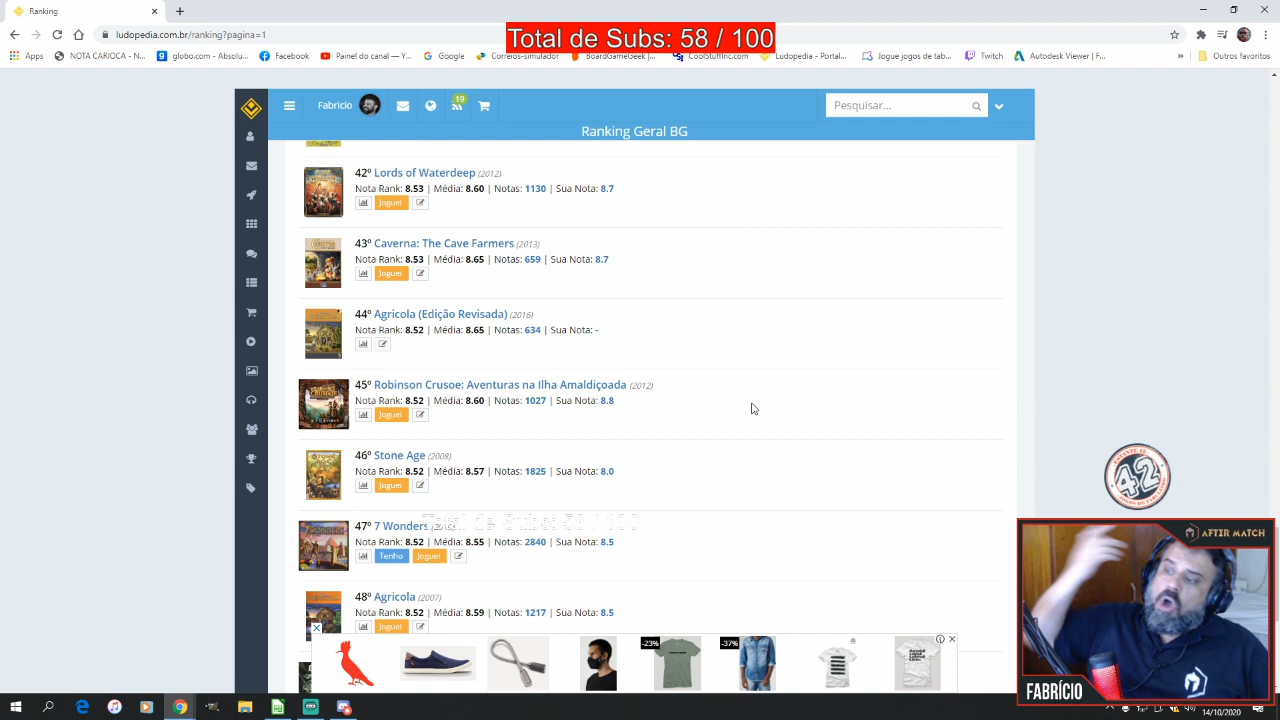 Ranking
ludopedia.com.br/ranking?pagina=1
Total de Subs: 58 / 100
Apps
NOTA CARIOCA - N...
globo.com - Absolu...
Facebook
Painel do canal — Y...
Google
Correios-simulador
BoardGameGeek |...
CoolStuffInc.com
Ludopedia - Portal...
Jogue jogos de tab...
Twitch
Autodesk Viewer | F...
»
Outros favoritos
Fabricio
19
Pesquisar...
Ranking Geral BG
42º Lords of Waterdeep (2012)
Nota Rank: 8.53 | Média: 8.60 | Notas: 1130 | Sua Nota: 8.7
Joguei
43º Caverna: The Cave Farmers (2013)
Nota Rank: 8.53 | Média: 8.65 | Notas: 659 | Sua Nota: 8.7
Joguei
44º Agricola (Edição Revisada) (2016)
Nota Rank: 8.52 | Média: 8.65 | Notas: 634 | Sua Nota: -
45º Robinson Crusoe: Aventuras na Ilha Amaldiçoada (2012)
Nota Rank: 8.52 | Média: 8.60 | Notas: 1027 | Sua Nota: 8.8
Joguei
46º Stone Age (2008)
Nota Rank: 8.52 | Média: 8.57 | Notas: 1825 | Sua Nota: 8.0
Joguei
47º 7 Wonders
Nota Rank: 8.52 | Média: 8.55 | Notas: 2840 | Sua Nota: 8.5
Tenho Joguei
48º Agricola (2007)
Nota Rank: 8.52 | Média: 8.59 | Notas: 1217 | Sua Nota: 8.5
Joguei
-23%
-37%
42
AFTER MATCH
FABRÍCIO
14/10/2020